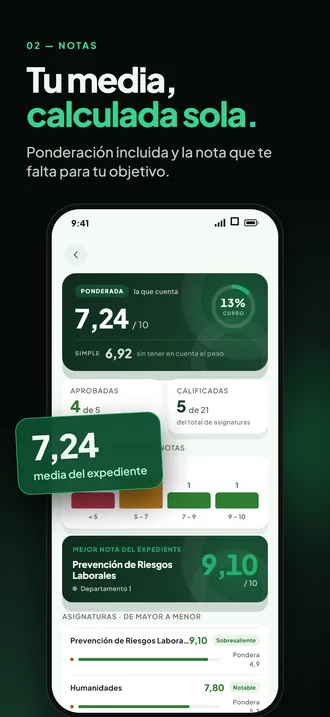 02 — NOTAS
Tu media,
calculada sola.
Ponderación incluida y la nota que te
falta para tu objetivo.
9:41
PONDERADA la que cuenta
7,24 / 10
13%
CURSO
SIMPLE 6,92 sin tener en cuenta el peso
APROBADAS
4 de 5
CALIFICADAS
5 de 21
del total de asignaturas
7,24
media del expediente
NOTAS
1
1
< 5
5 – 7
7 – 9
9 – 10
MEJOR NOTA DEL EXPEDIENTE
Prevención de Riesgos
Laborales
Departamento 1
9,10
/ 10
ASIGNATURAS · DE MAYOR A MENOR
Prevención de Riesgos Labora… 9,10 Sobresaliente
Pondera
4,9
Humanidades 7,80 Notable
Pondera